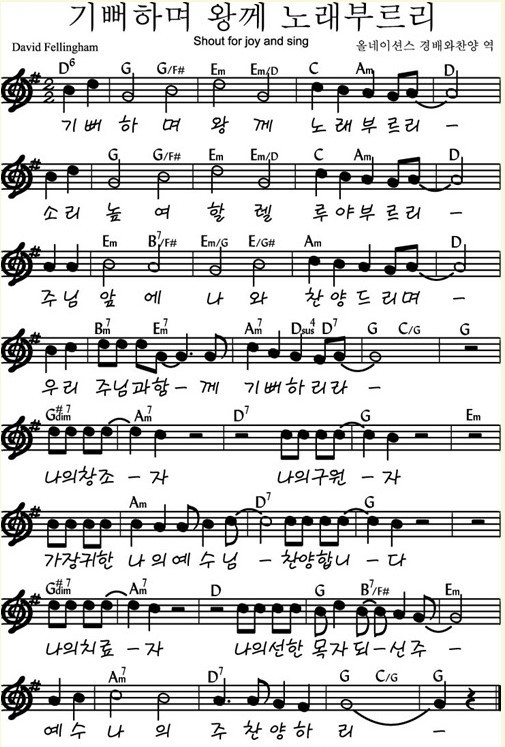 기뻐하며 왕께 노래부르리
Shout for joy and sing
David Fellingham
올네이션스 경배와찬양 역
D6 G G/F# Em Em/D C Am D
2/2
기 뻐 하 며 왕 께 노 래 부 르 리 -
G G/F# Em Em/D C Am D
소 리 높 여 할 렐 루 야 부 르 리 -
Em B7/F# Em/G E/G# Am D
주 님 앞 에 나 와 찬 양 드 리 며 -
Bm7 Em7 Am7 Dsus4 D7 G C/G G
우리 주님과함 - 께 기 뻐 하 리 라 -
G#dim7 Am7 D7 G Em
나의창조 - 자 나의구원 - 자
Am D7 G
가장귀한 나 의 예 수 님 - 찬양합니 - 다
G#dim7 Am7 D G B7/F# Em
나의치료 - 자 나의선한 목자 되 - 신 주 -
Am7 D7 G C/G G
예 수 나 의 주 찬 양 하 리 -